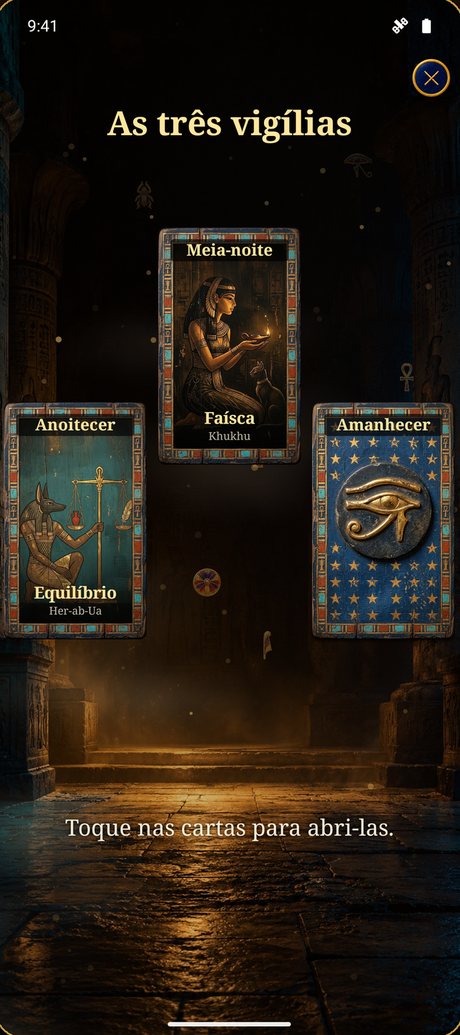 9:41
As três vigílias
Meia-noite
Faísca
Khukhu
Anoitecer
Equilíbrio
Her-ab-Ua
Amanhecer
Toque nas cartas para abri-las.